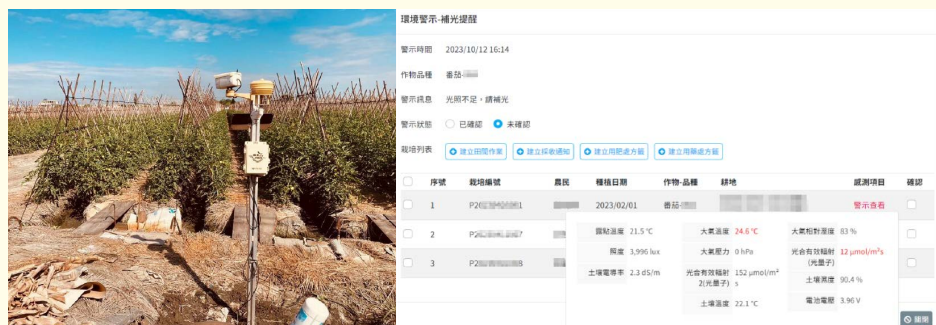 環境警示-補光提醒
警示時間 2023/10/12 16:14
作物品種 番茄-
警示訊息 光照不足，請補光
警示狀態 已確認 未確認
栽培列表 建立田間作業 建立採收通知 建立用肥處方籤 建立用藥處方籤
序號 栽培編號 農民 種植日期 作物-品種 耕地 感測項目 確認
1 2023/02/01 番茄- 警示查看
2
3
露點溫度 21.5 °C 大氣溫度 24.6 °C 大氣相對溼度 83 %
照度 3,996 lux 大氣壓力 0 hPa 光合有效輻射(光量子) 12 μmol/m²s
土壤電導率 2.3 dS/m 光合有效輻射2(光量子) 152 μmol/m²s 土壤濕度 90.4 %
土壤溫度 22.1 °C 電池電壓 3.96 V
關閉